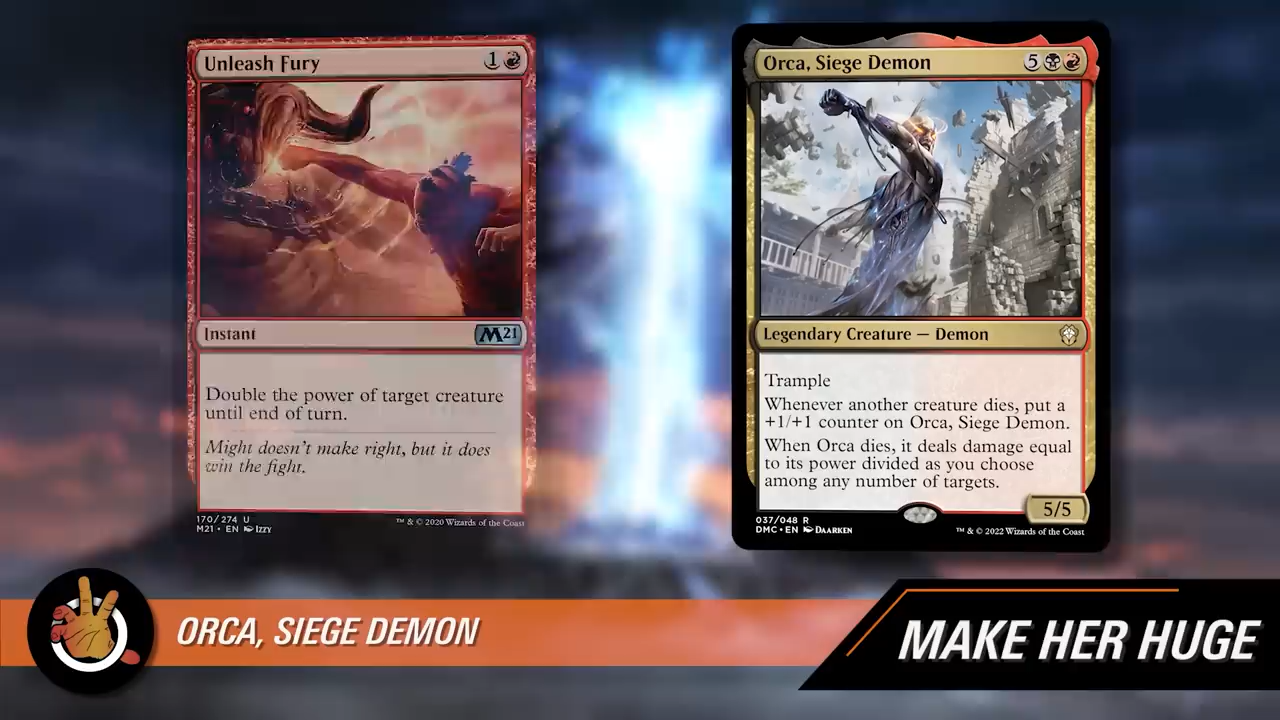 Unleash Fury
1
Instant
M21
Double the power of target creature
until end of turn.
Might doesn't make right, but it does
win the fight.
170/274 U
M21 • EN IZZY
™ & © 2020 Wizards of the Coast
Orca, Siege Demon
5
Legendary Creature — Demon
Trample
Whenever another creature dies, put a
+1/+1 counter on Orca, Siege Demon.
When Orca dies, it deals damage equal
to its power divided as you choose
among any number of targets.
5/5
037/048 R
DMC • EN DAARKEN
™ & © 2022 Wizards of the Coast
ORCA, SIEGE DEMON
MAKE HER HUGE